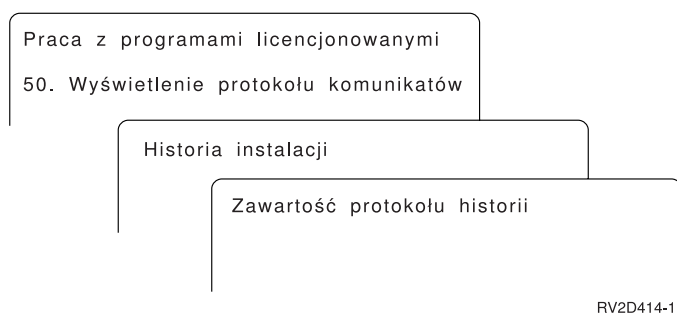 Praca z programami licencjonowanymi
50. Wyświetlenie protokołu komunikatów
Historia instalacji
Zawartość protokołu historii
RV2D414-1